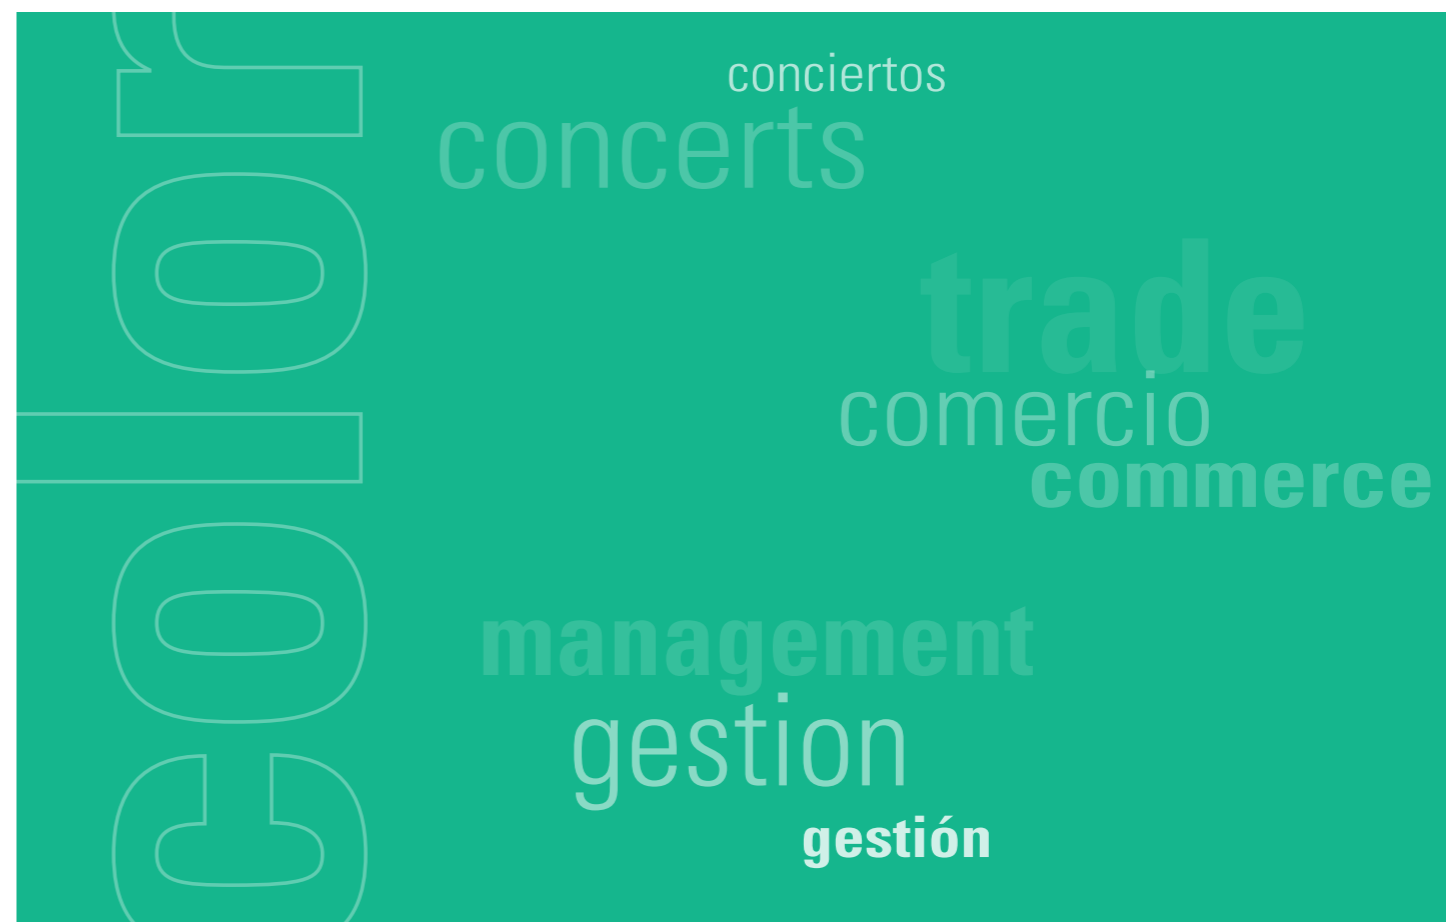 color
conciertos
concerts
trade
comercio
commerce
management
gestion
gestión